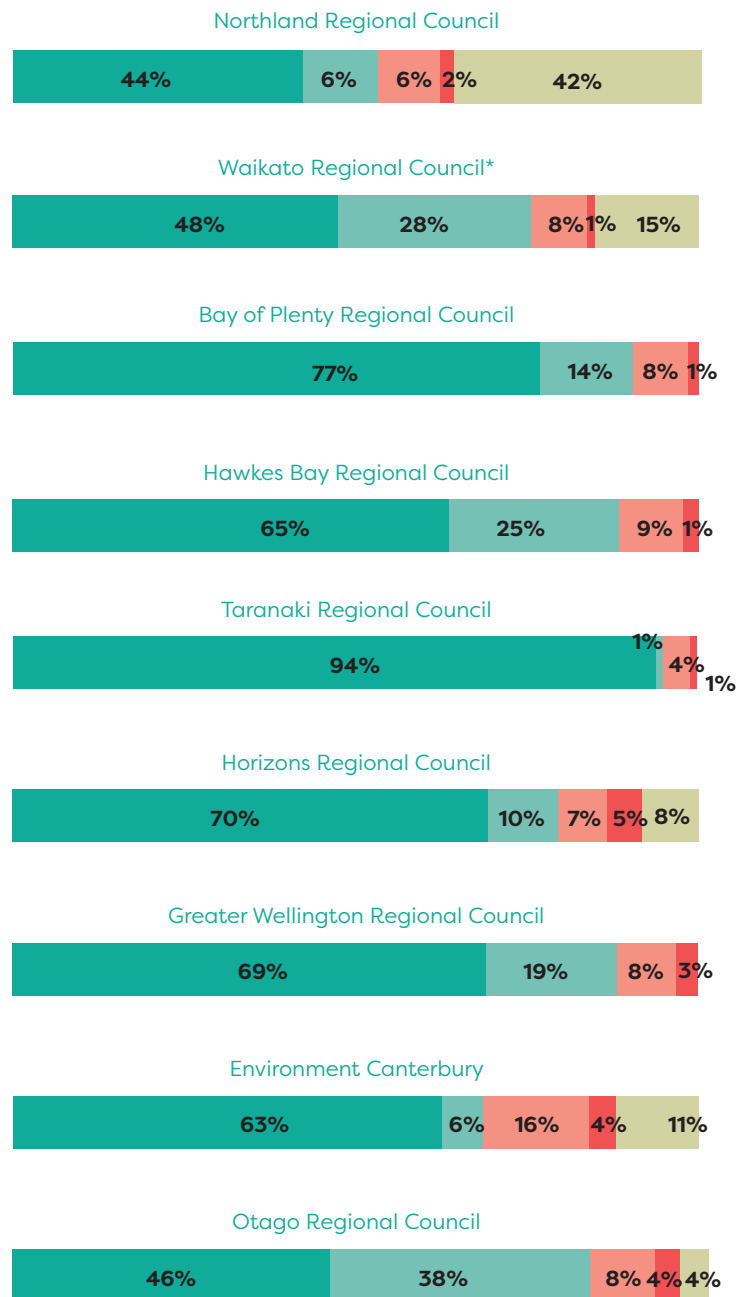 Northland Regional Council
44% 6% 6% 2% 42%
Waikato Regional Council*
48% 28% 8% 1% 15%
Bay of Plenty Regional Council
77% 14% 8% 1%
Hawkes Bay Regional Council
65% 25% 9% 1%
Taranaki Regional Council
94% 1% 4% 1%
Horizons Regional Council
70% 10% 7% 5% 8%
Greater Wellington Regional Council
69% 19% 8% 3%
Environment Canterbury
63% 6% 16% 4% 11%
Otago Regional Council
46% 38% 8% 4% 4%